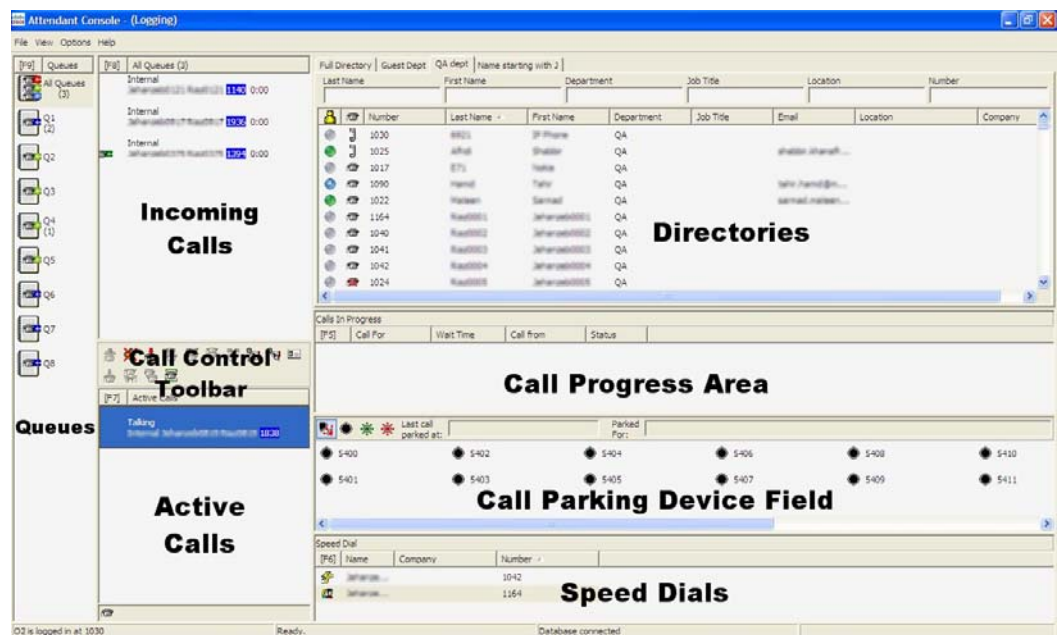 Attendant Console - (Logging)
File View Options Help
[F9] Queues
All Queues
(3)
Q1
(2)
Q2
Q3
Q4
(1)
Q5
Q6
Q7
Q8
Queues
[F8] All Queues (3)
Internal
1140 0:00
Internal
1936 0:00
Internal
1394 0:00
Incoming
Calls
Call Control
Toolbar
[F7] Active Calls
Talking
Internal 1030
Active
Calls
Full Directory Guest Dept QA dept Name starting with J
Last Name First Name Department Job Title Location Number
Number Last Name First Name Department Job Title Email Location Company
1030 IP Phone QA
1025 QA
1017 QA
1090 QA
1022 QA
1164 QA
1040 QA
1041 QA
1042 QA
1024 QA
Directories
Calls In Progress
[F5] Call For Wait Time Call from Status
Call Progress Area
Last call parked at: Parked For:
5400 5402 5404 5406 5408 5410
5401 5403 5405 5407 5409 5411
Call Parking Device Field
Speed Dial
[F6] Name Company Number
1042
1164
Speed Dials
O2 is logged in at 1030 Ready. Database connected